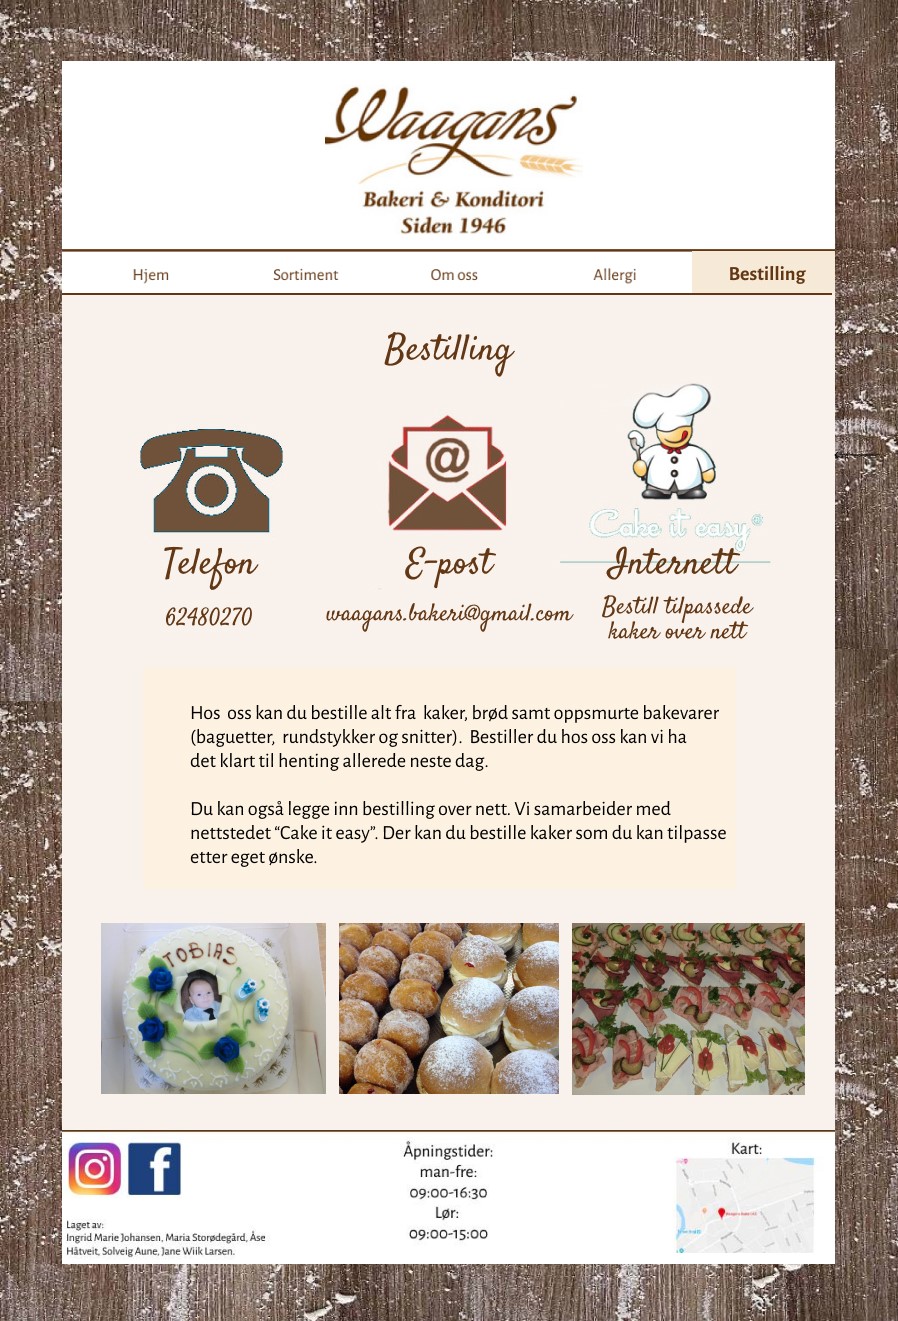 Waagans
Bakeri & Konditori
Siden 1946
Hjem Sortiment Om oss Allergi Bestilling
Bestilling
Cake it easy®
Telefon E-post Internett
62480270 waagans.bakeri@gmail.com Bestill tilpassede
kaker over nett
Hos oss kan du bestille alt fra kaker, brød samt oppsmurte bakevarer
(baguetter, rundstykker og snitter). Bestiller du hos oss kan vi ha
det klart til henting allerede neste dag.
Du kan også legge inn bestilling over nett. Vi samarbeider med
nettstedet “Cake it easy”. Der kan du bestille kaker som du kan tilpasse
etter eget ønske.
TOBIAS
Åpningstider:
man-fre:
09:00-16:30
Lør:
09:00-15:00
Kart:
Laget av:
Ingrid Marie Johansen, Maria Storødegård, Åse
Håtveit, Solveig Aune, Jane Wiik Larsen.